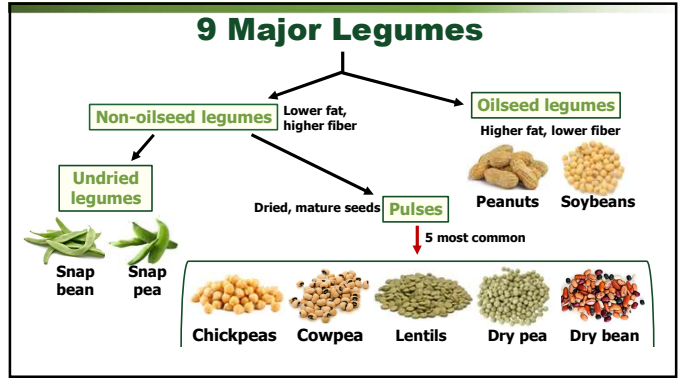 9 Major Legumes
Non-oilseed legumes
Lower fat,
higher fiber
Oilseed legumes
Higher fat, lower fiber
Peanuts
Soybeans
Undried
legumes
Snap
bean
Snap
pea
Dried, mature seeds
Pulses
5 most common
Chickpeas
Cowpea
Lentils
Dry pea
Dry bean